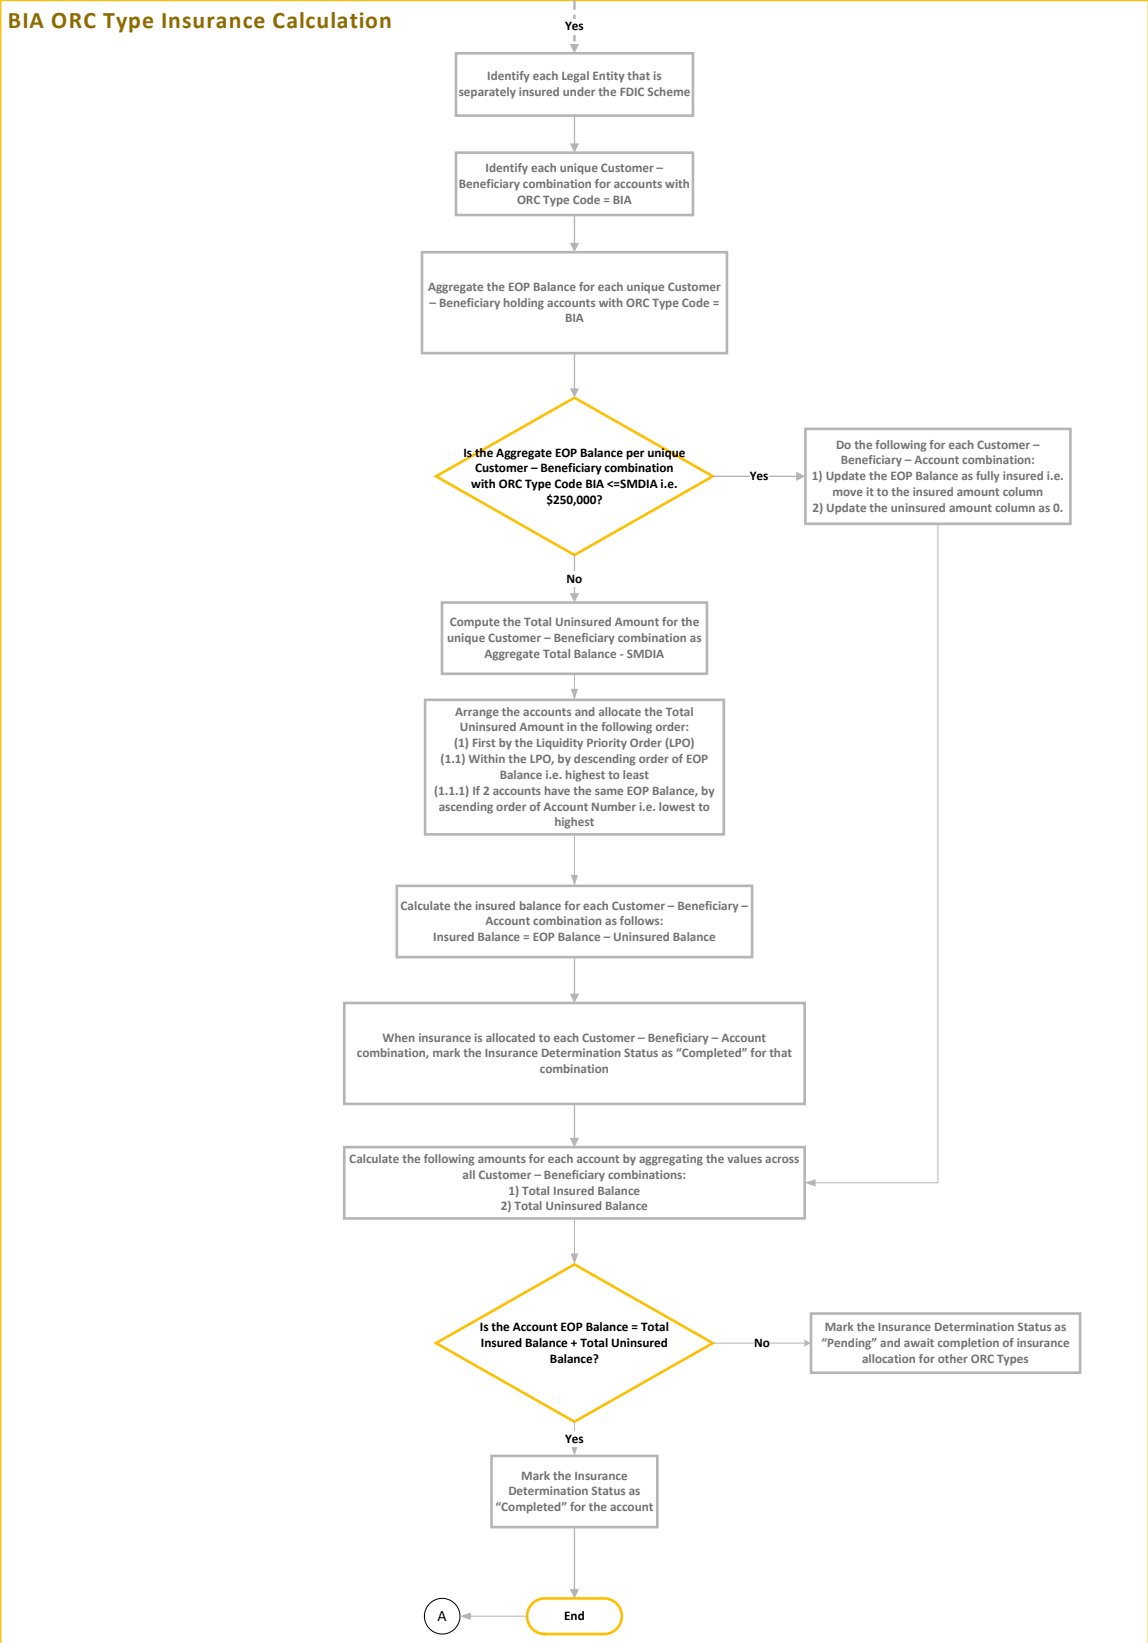 BIA ORC Type Insurance Calculation
Yes
Identify each Legal Entity that is
separately insured under the FDIC Scheme
Identify each unique Customer –
Beneficiary combination for accounts with
ORC Type Code = BIA
Aggregate the EOP Balance for each unique Customer
– Beneficiary holding accounts with ORC Type Code =
BIA
Is the Aggregate EOP Balance per unique
Customer – Beneficiary combination
with ORC Type Code BIA <=SMDIA i.e.
$250,000?
Yes
Do the following for each Customer –
Beneficiary – Account combination:
1) Update the EOP Balance as fully insured i.e.
move it to the insured amount column
2) Update the uninsured amount column as 0.
No
Compute the Total Uninsured Amount for the
unique Customer – Beneficiary combination as
Aggregate Total Balance - SMDIA
Arrange the accounts and allocate the Total
Uninsured Amount in the following order:
(1) First by the Liquidity Priority Order (LPO)
(1.1) Within the LPO, by descending order of EOP
Balance i.e. highest to least
(1.1.1) If 2 accounts have the same EOP Balance, by
ascending order of Account Number i.e. lowest to
highest
Calculate the insured balance for each Customer – Beneficiary –
Account combination as follows:
Insured Balance = EOP Balance – Uninsured Balance
When insurance is allocated to each Customer – Beneficiary – Account
combination, mark the Insurance Determination Status as “Completed” for that
combination
Calculate the following amounts for each account by aggregating the values across
all Customer – Beneficiary combinations:
1) Total Insured Balance
2) Total Uninsured Balance
Is the Account EOP Balance = Total
Insured Balance + Total Uninsured
Balance?
No
Mark the Insurance Determination Status as
“Pending” and await completion of insurance
allocation for other ORC Types
Yes
Mark the Insurance
Determination Status as
“Completed” for the account
A
End